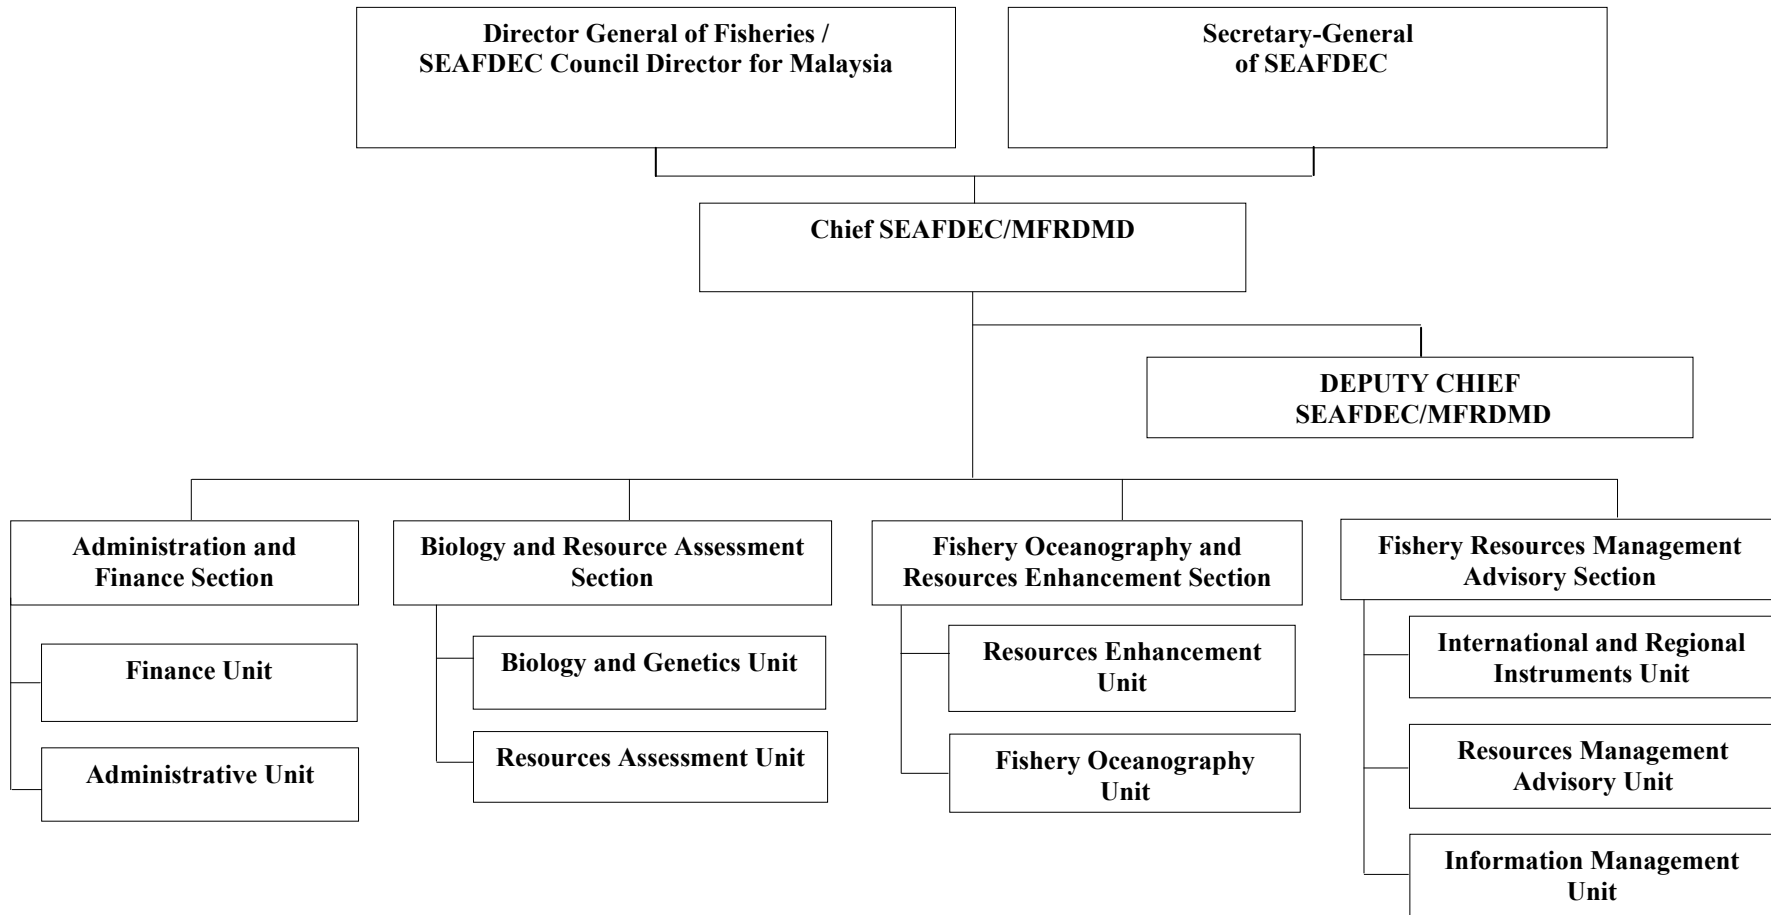 Director General of Fisheries /
SEAFDEC Council Director for Malaysia
Secretary-General
of SEAFDEC
Chief SEAFDEC/MFRDMD
DEPUTY CHIEF
SEAFDEC/MFRDMD
Administration and
Finance Section
Finance Unit
Administrative Unit
Biology and Resource Assessment
Section
Biology and Genetics Unit
Resources Assessment Unit
Fishery Oceanography and
Resources Enhancement Section
Resources Enhancement
Unit
Fishery Oceanography
Unit
Fishery Resources Management
Advisory Section
International and Regional
Instruments Unit
Resources Management
Advisory Unit
Information Management
Unit